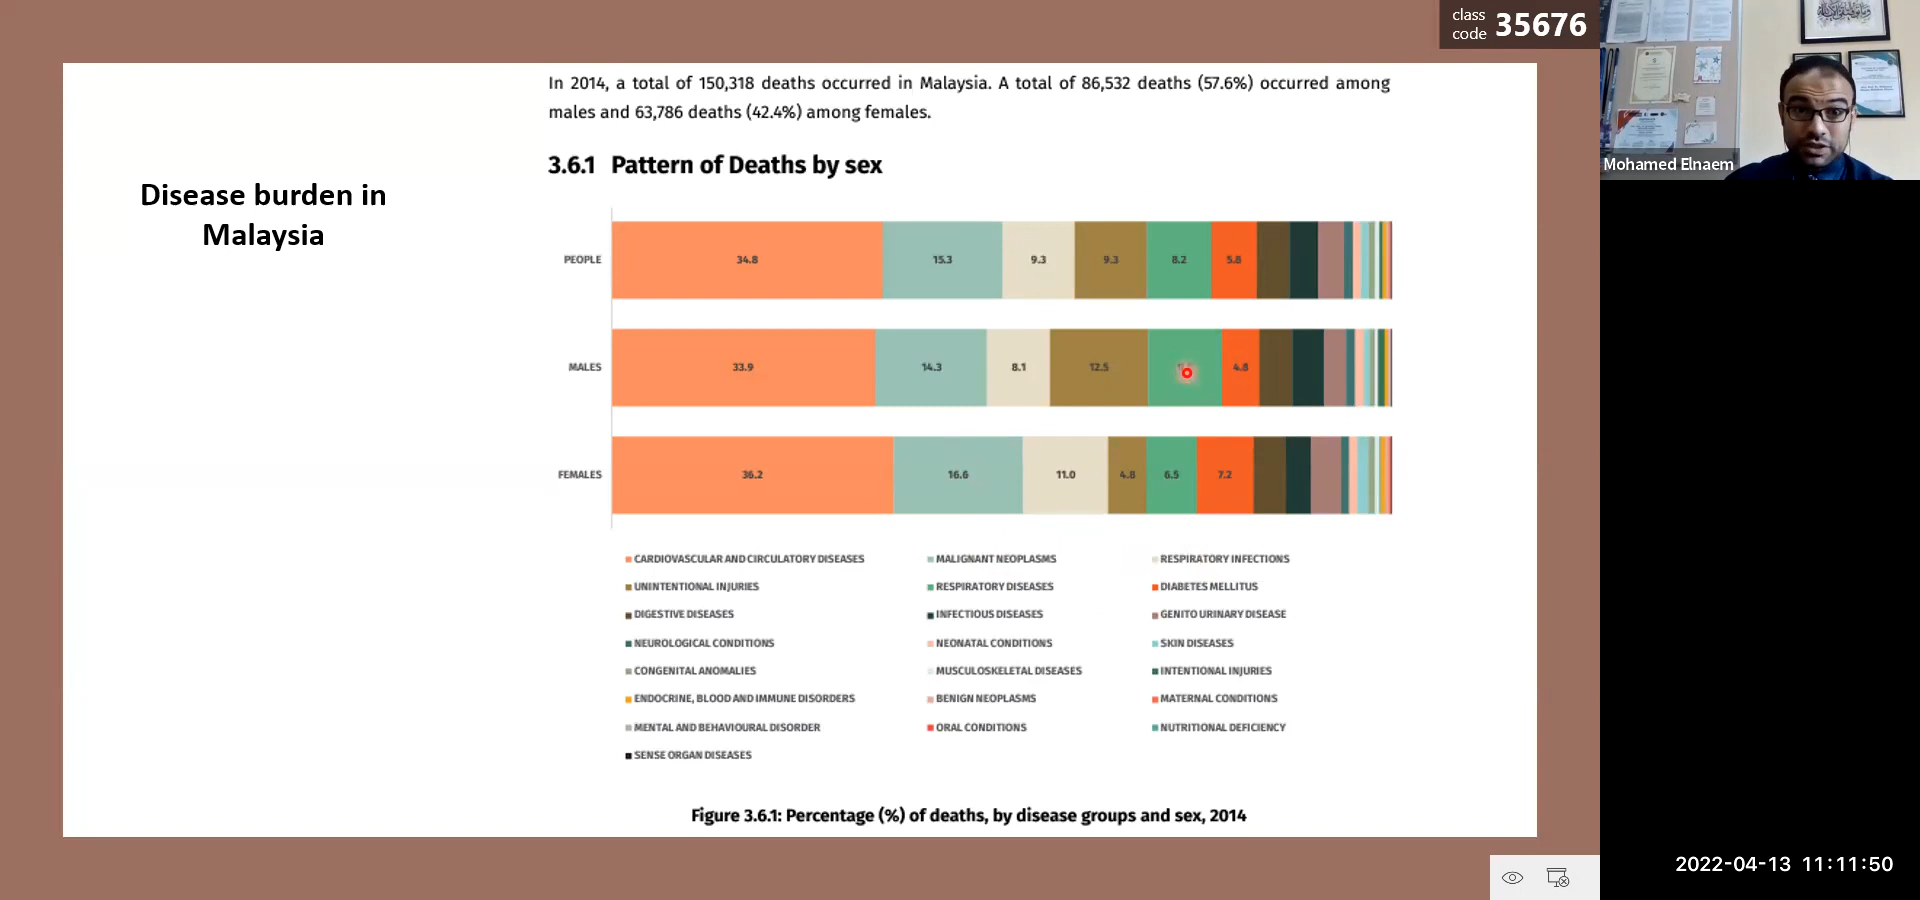 class
code 35676
In 2014, a total of 150,318 deaths occurred in Malaysia. A total of 86,532 deaths (57.6%) occurred among
males and 63,786 deaths (42.4%) among females.
3.6.1 Pattern of Deaths by sex
Disease burden in
Malaysia
PEOPLE 34.8 15.3 9.3 9.3 8.2 5.8
MALES 33.9 14.3 8.1 12.5 4.8
FEMALES 36.2 16.6 11.0 4.8 6.5 7.2
CARDIOVASCULAR AND CIRCULATORY DISEASES MALIGNANT NEOPLASMS RESPIRATORY INFECTIONS
UNINTENTIONAL INJURIES RESPIRATORY DISEASES DIABETES MELLITUS
DIGESTIVE DISEASES INFECTIOUS DISEASES GENITO URINARY DISEASE
NEUROLOGICAL CONDITIONS NEONATAL CONDITIONS SKIN DISEASES
CONGENITAL ANOMALIES MUSCULOSKELETAL DISEASES INTENTIONAL INJURIES
ENDOCRINE, BLOOD AND IMMUNE DISORDERS BENIGN NEOPLASMS MATERNAL CONDITIONS
MENTAL AND BEHAVIOURAL DISORDER ORAL CONDITIONS NUTRITIONAL DEFICIENCY
SENSE ORGAN DISEASES
Figure 3.6.1: Percentage (%) of deaths, by disease groups and sex, 2014
Mohamed Elnaem
2022-04-13 11:11:50